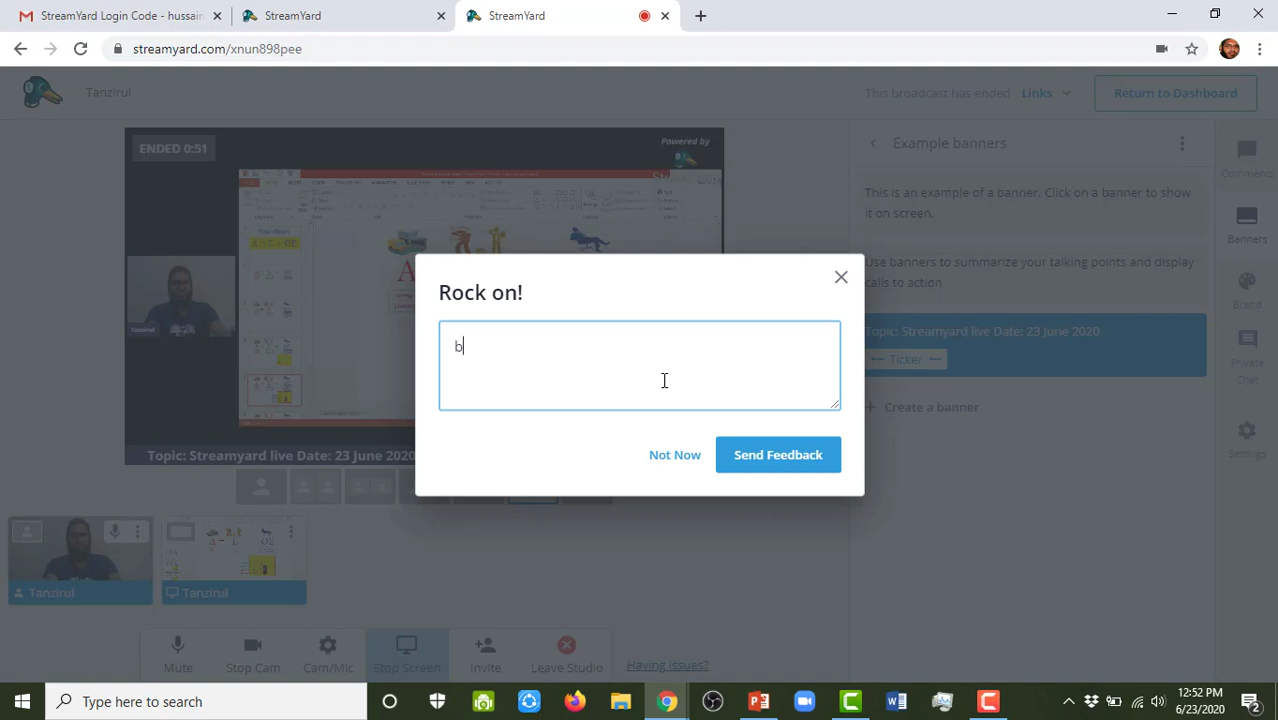 StreamYard Login Code - hussain
StreamYard
StreamYard
streamyard.com/xnun898pee
Tanzirul
This broadcast has ended
Links
Return to Dashboard
ENDED 0:51
Powered by
Example banners
Comments
This is an example of a banner. Click on a banner to show
it on screen.
Banners
Use banners to summarize your talking points and display
calls to action
Brand
Rock on!
b
Topic: Streamyard live Date: 23 June 2020
Ticker
Private
Chat
Create a banner
Not Now
Send Feedback
Settings
Tanzirul
Topic: Streamyard live Date: 23 June 2020
Tanzirul
Tanzirul
Mute
Stop Cam
Cam/Mic
Stop Screen
Invite
Leave Studio
Having issues?
Type here to search
12:52 PM
6/23/2020
2